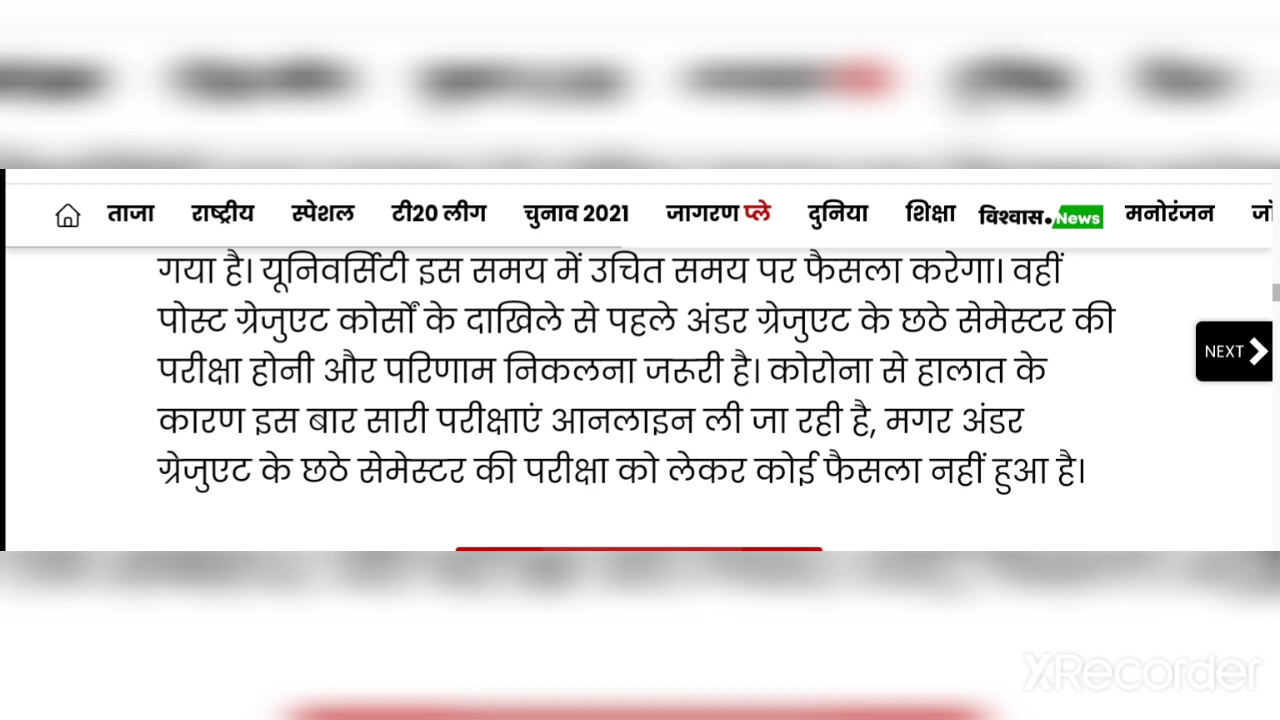 ताजा राष्ट्रीय स्पेशल टी20 लीग चुनाव 2021 जागरण प्ले दुनिया शिक्षा विश्वास.News मनोरंजन
गया है। यूनिवर्सिटी इस समय में उचित समय पर फैसला करेगा। वहीं
पोस्ट ग्रेजुएट कोर्सों के दाखिले से पहले अंडर ग्रेजुएट के छठे सेमेस्टर की
परीक्षा होनी और परिणाम निकलना जरूरी है। कोरोना से हालात के
कारण इस बार सारी परीक्षाएं आनलाइन ली जा रही है, मगर अंडर
ग्रेजुएट के छठे सेमेस्टर की परीक्षा को लेकर कोई फैसला नहीं हुआ है।
NEXT
XRecorder